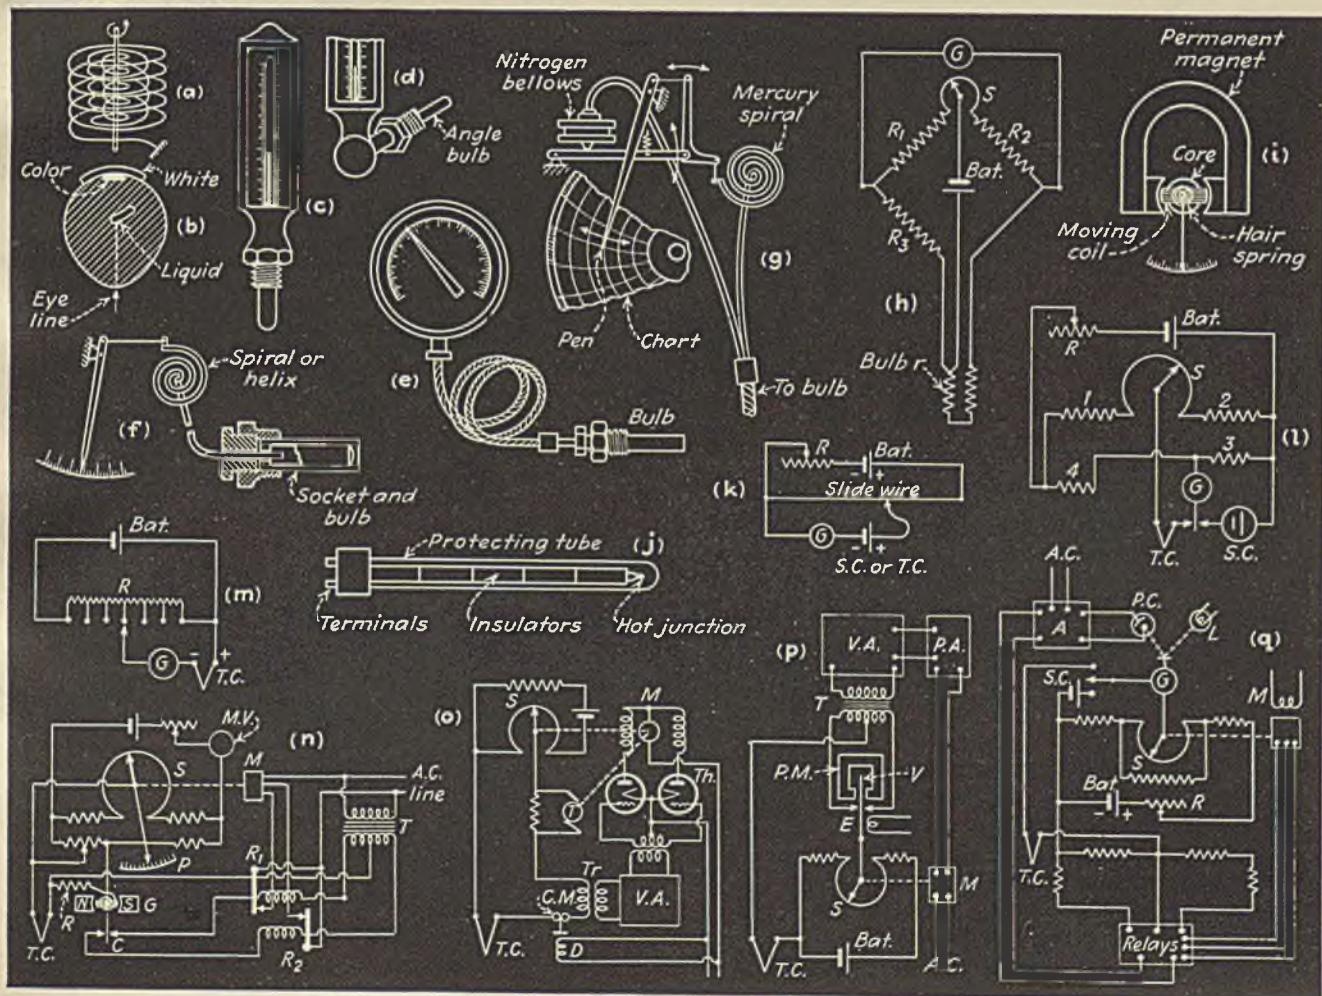 (a)
Color
White
(b)
Liquid
Eye
line
(c)
(d)
Angle
bulb
(e)
Bulb
(f)
Spiral or
helix
Socket and
bulb
Nitrogen
bellows
Mercury
spiral
(g)
Pen
Chart
To bulb
G
S
R1
R2
Bat.
R3
(h)
Bulb r.
Permanent
magnet
(i)
Core
Moving
coil
Hair
spring
(j)
Protecting tube
Terminals
Insulators
Hot junction
(k)
R
Bat.
- +
Slide wire
G
- +
S.C. or T.C.
Bat.
R
S
1
2
3
(l)
4
G
T.C.
S.C.
Bat.
R
(m)
G
- +
T.C.
M.V.
(n)
S
M
A.C.
line
T
P
R1
R
N
S
G
T.C.
C
R2
(o)
S
M
Th.
T
Tr
C.M.
V.A.
T.C.
D
(p)
V.A.
P.A.
T
P.M.
V
E
M
S
Bat.
T.C.
A.C.
A.C.
P.C.
A
L
(q)
S.C.
G
M
S
Bat.
- +
R
T.C.
Relays